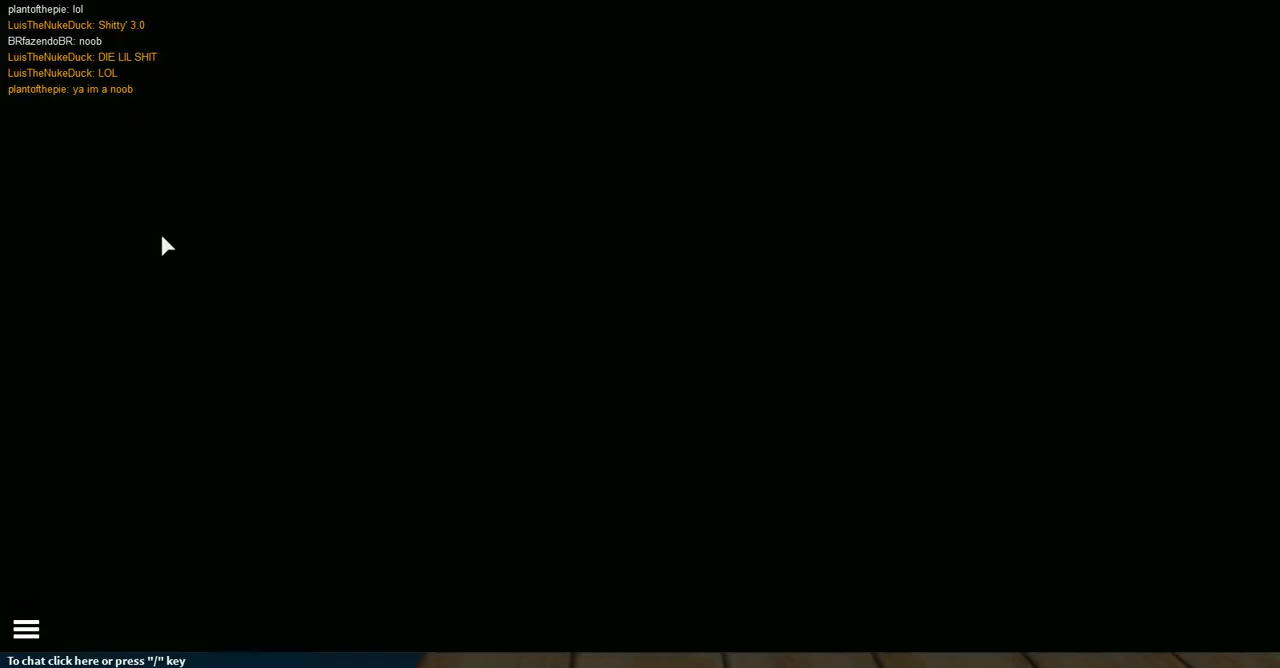 plantofthepie: lol
LuisTheNukeDuck: Shitty' 3.0
BRfazendoBR: noob
LuisTheNukeDuck: DIE LIL SHIT
LuisTheNukeDuck: LOL
plantofthepie: ya im a noob
To chat click here or press "/" key